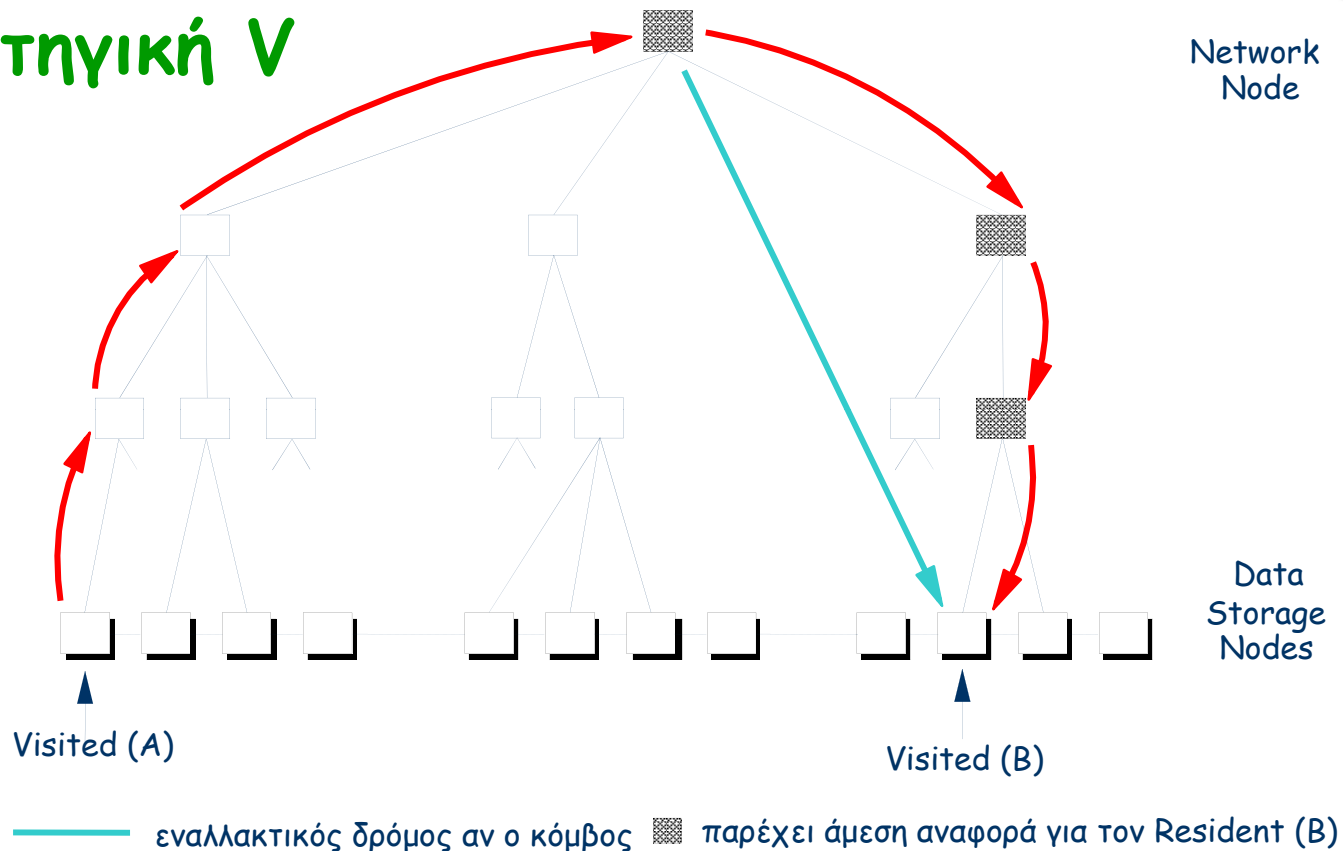 τηγική V
Network
Node
Data
Storage
Nodes
Visited (A)
Visited (B)
εναλλακτικός δρόμος αν ο κόμβος παρέχει άμεση αναφορά για τον Resident (B)